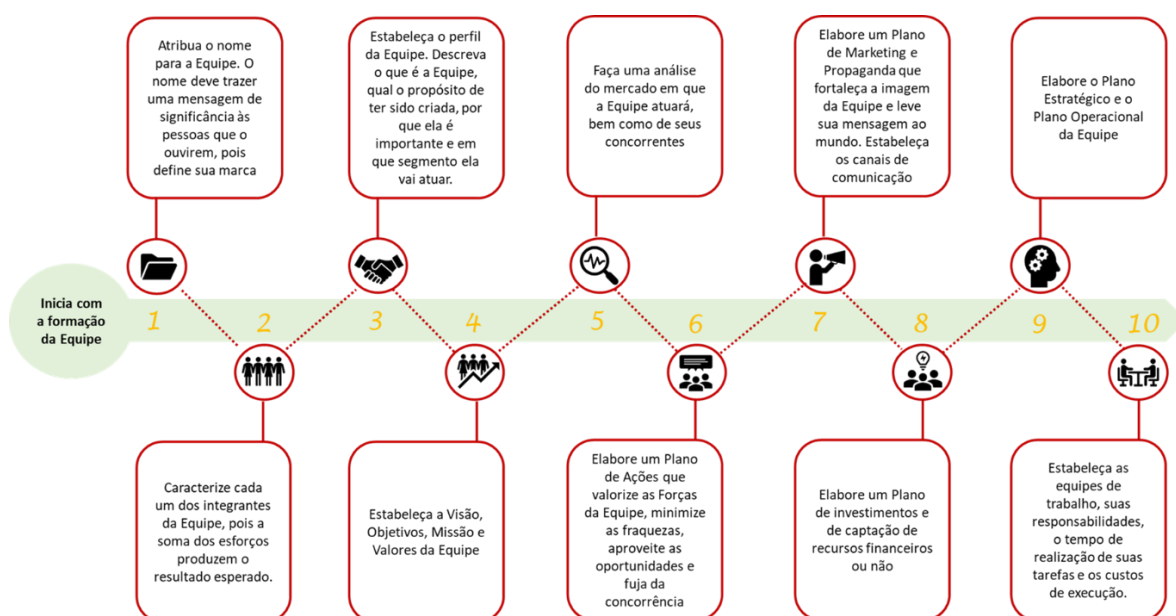 Atribua o nome
para a Equipe. O
nome deve trazer
uma mensagem de
significância às
pessoas que o
ouvirem, pois
define sua marca
Estabeleça o perfil
da Equipe. Descreva
o que é a Equipe,
qual o propósito de
ter sido criada, por
que ela é
importante e em
que segmento ela
vai atuar.
Faça uma análise
do mercado em que
a Equipe atuará,
bem como de seus
concorrentes
Elabore um Plano
de Marketing e
Propaganda que
fortaleça a imagem
da Equipe e leve
sua mensagem ao
mundo. Estabeleça
os canais de
comunicação
Elabore o Plano
Estratégico e o
Plano Operacional
da Equipe
Inicia com
a formação
da Equipe
1 2 3 4 5 6 7 8 9 10
Caracterize cada
um dos integrantes
da Equipe, pois a
soma dos esforços
produzem o
resultado esperado.
Estabeleça a Visão,
Objetivos, Missão e
Valores da Equipe
Elabore um Plano
de Ações que
valorize as Forças
da Equipe, minimize
as fraquezas,
aproveite as
oportunidades e
fuja da
concorrência
Elabore um Plano
de investimentos e
de captação de
recursos financeiros
ou não
Estabeleça as
equipes de
trabalho, suas
responsabilidades,
o tempo de
realização de suas
tarefas e os custos
de execução.